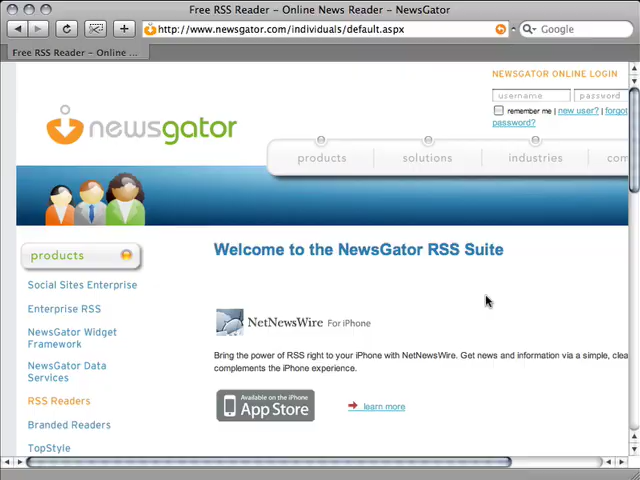 Free RSS Reader – Online News Reader – NewsGator
http://www.newsgator.com/individuals/default.aspx
Google
Free RSS Reader – Online ...
NEWSGATOR ONLINE LOGIN
username
password
remember me | new user? | forgot
password?
newsgator
products
solutions
industries
com
products
Welcome to the NewsGator RSS Suite
Social Sites Enterprise
Enterprise RSS
NewsGator Widget
Framework
NewsGator Data
Services
RSS Readers
Branded Readers
TopStyle
NetNewsWire For iPhone
Bring the power of RSS right to your iPhone with NetNewsWire. Get news and information via a simple, clea
complements the iPhone experience.
Available on the iPhone
App Store
learn more